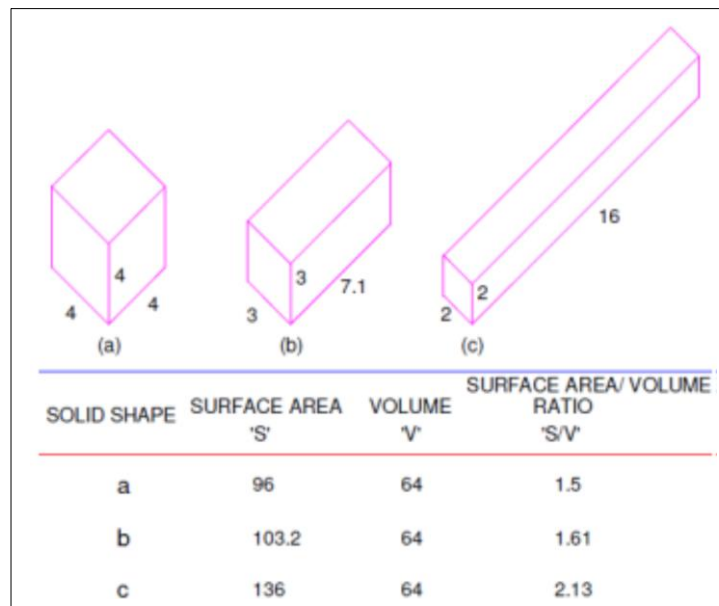 16
4
4
4
3
3
7.1
2
2
(a)
(b)
(c)
SOLID SHAPE
SURFACE AREA
'S'
VOLUME
'V'
SURFACE AREA/ VOLUME
RATIO
'S/V'
a 96 64 1.5
b 103.2 64 1.61
c 136 64 2.13